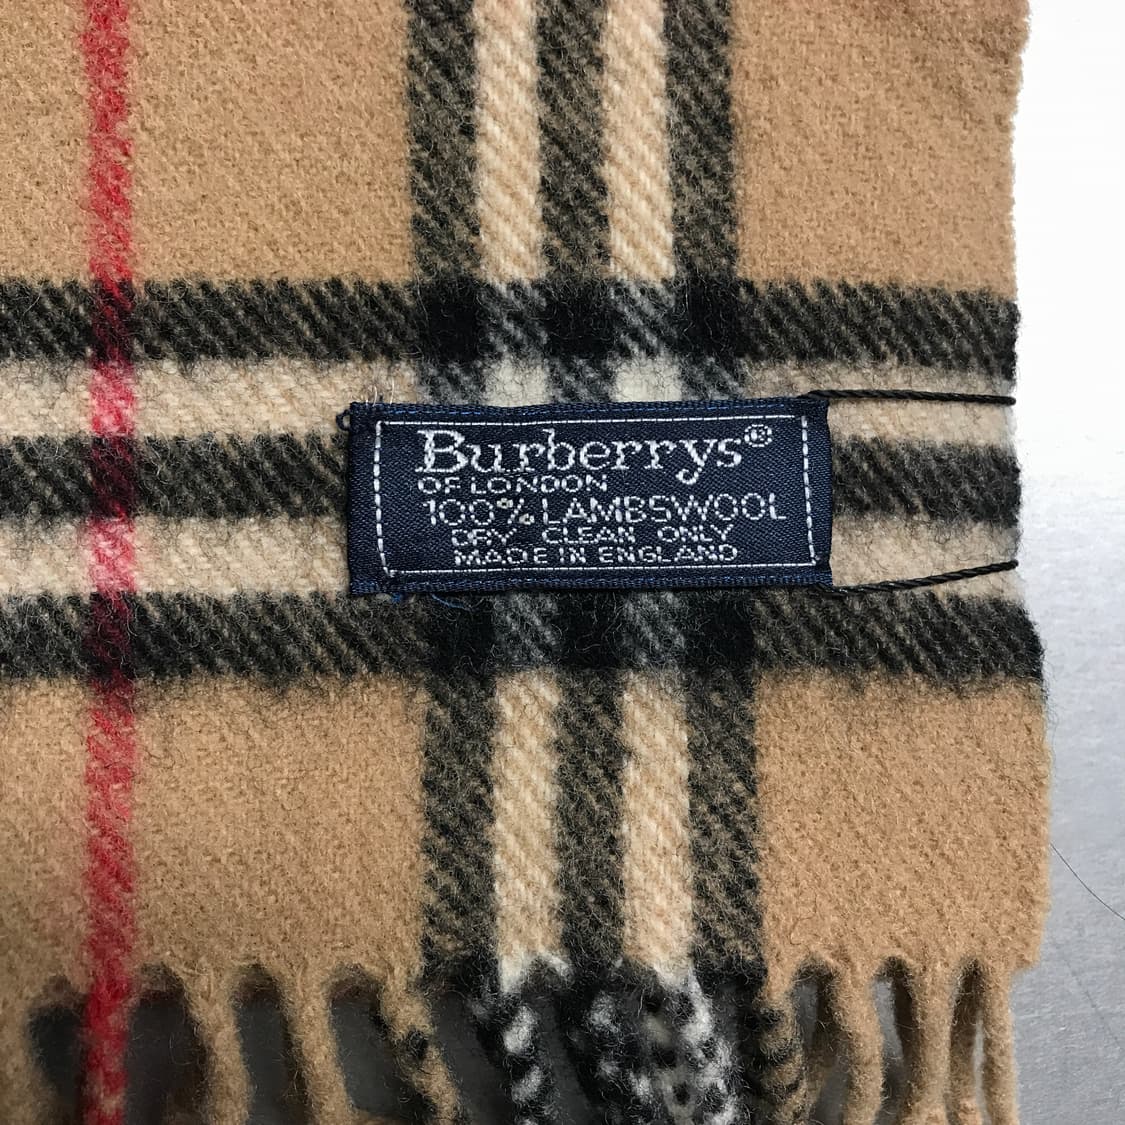 Burberrys®
OF LONDON
100% LAMBSWOOL
DRY CLEAN ONLY
MADE IN ENGLAND